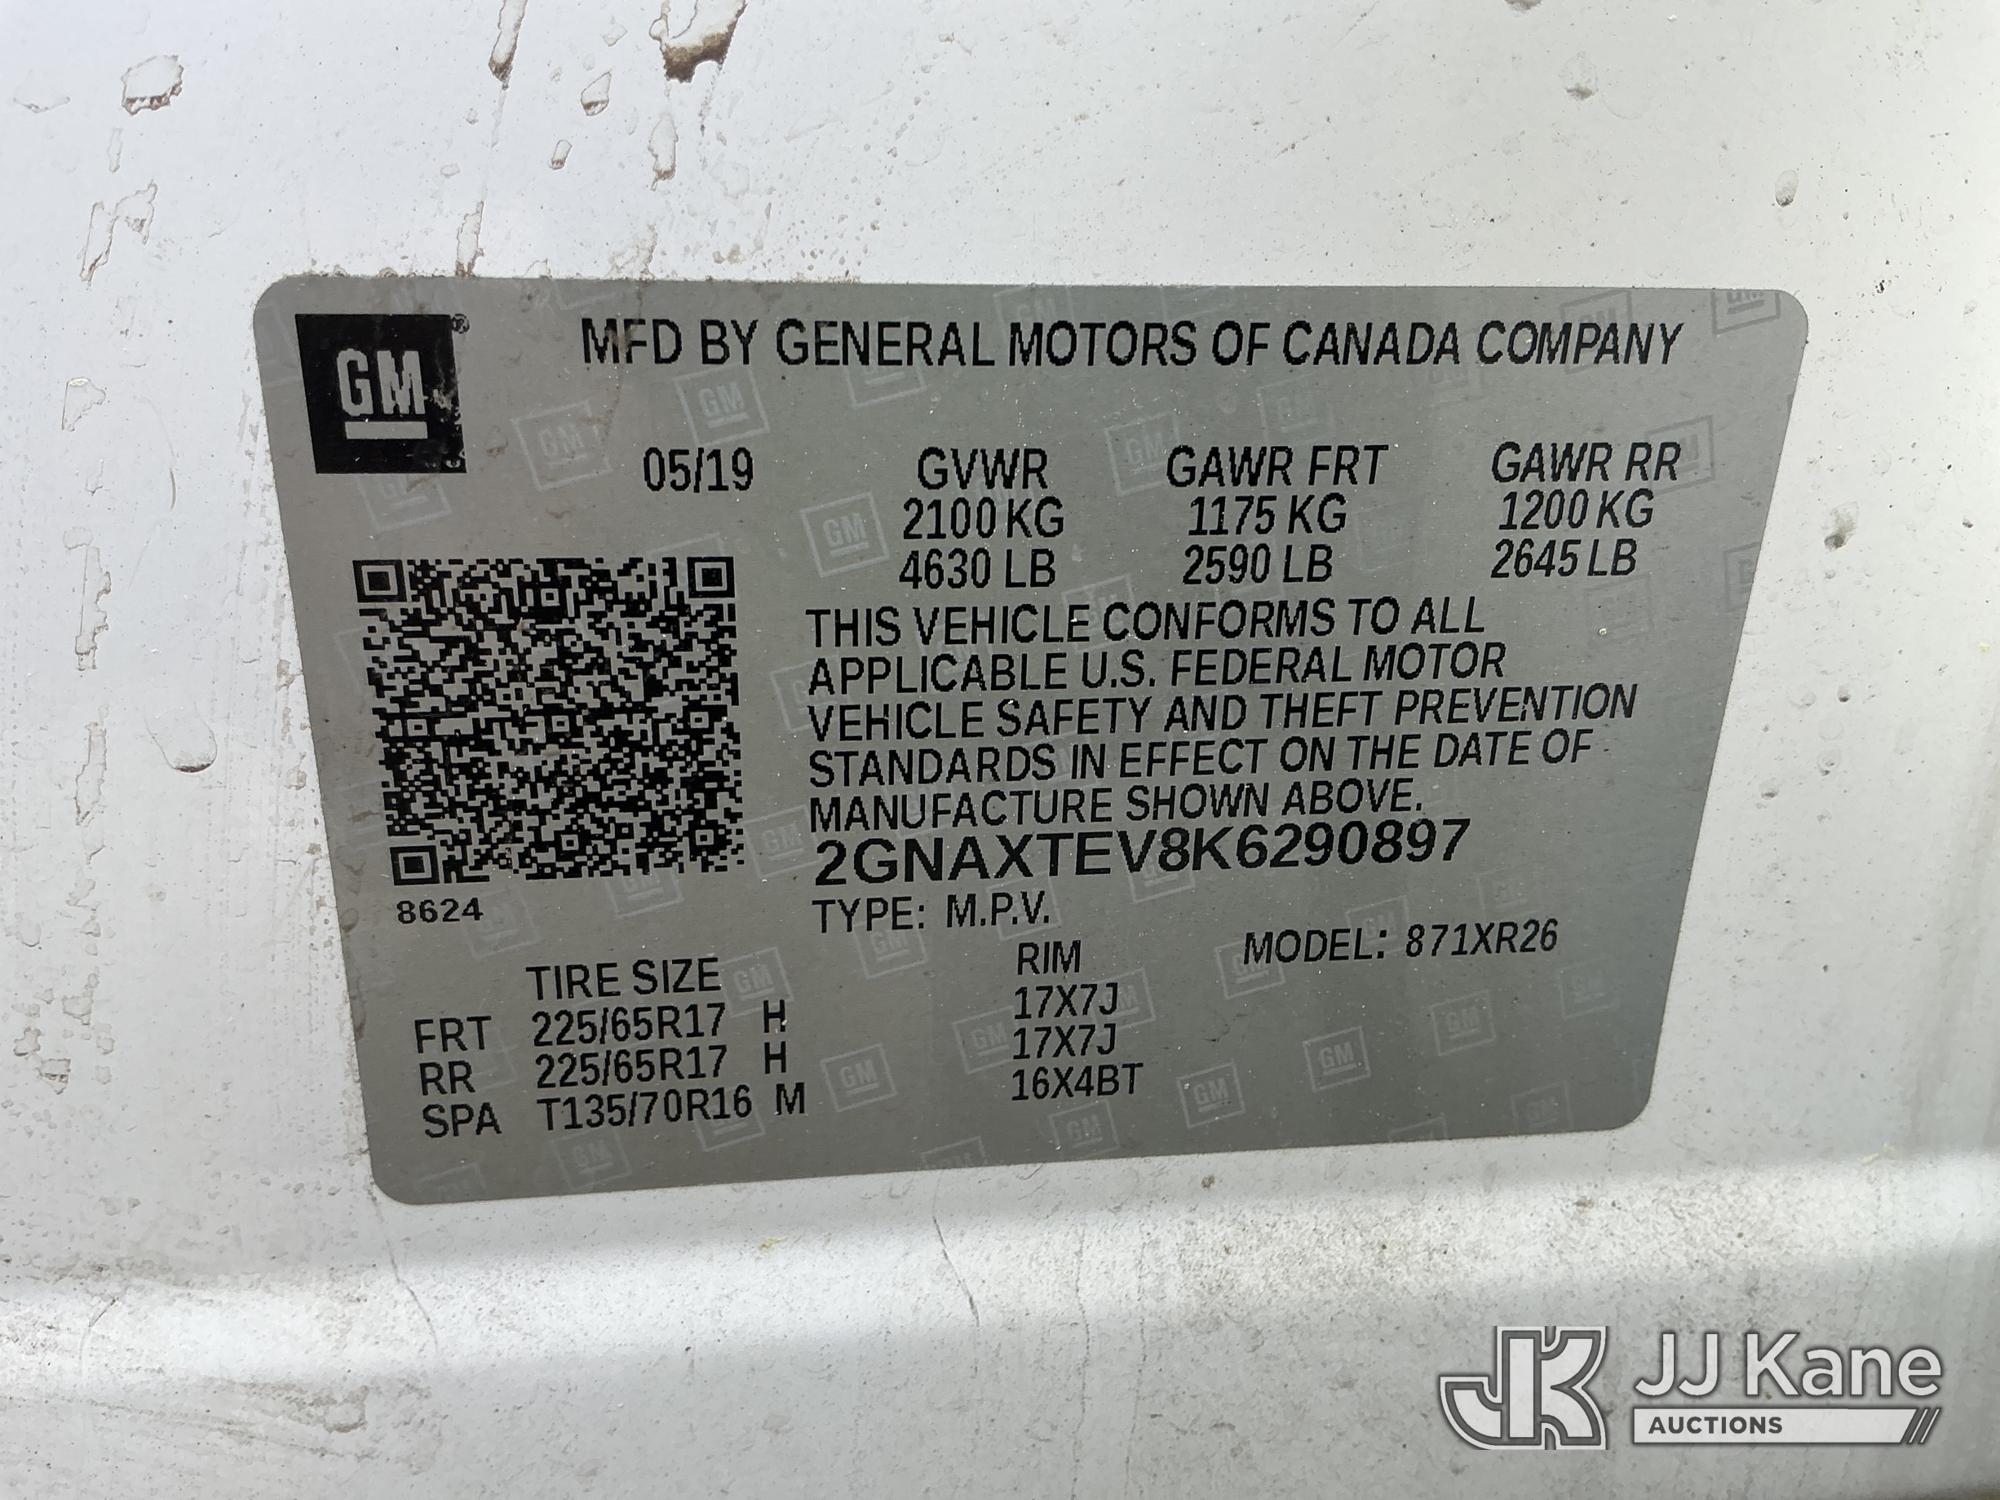 GM®
MFD BY GENERAL MOTORS OF CANADA COMPANY
05/19 GVWR GAWR FRT GAWR RR
2100 KG 1175 KG 1200 KG
4630 LB 2590 LB 2645 LB
THIS VEHICLE CONFORMS TO ALL
APPLICABLE U.S. FEDERAL MOTOR
VEHICLE SAFETY AND THEFT PREVENTION
STANDARDS IN EFFECT ON THE DATE OF
MANUFACTURE SHOWN ABOVE.
2GNAXTEV8K6290897
8624
TYPE: M.P.V.
MODEL: 871XR26
TIRE SIZE RIM
FRT 225/65R17 H 17X7J
RR 225/65R17 H 17X7J
SPA T135/70R16 M 16X4BT
JK JJ Kane
AUCTIONS